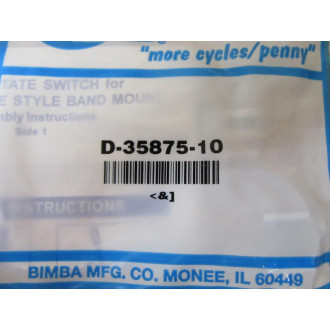 "more cycles/penny"
TATE SWITCH for
E STYLE BAND MOUN
mbly Instructions
Side 1
D-35875-10
<&]
STRUCTIONS
BIMBA MFG. CO. MONEE, IL 60449